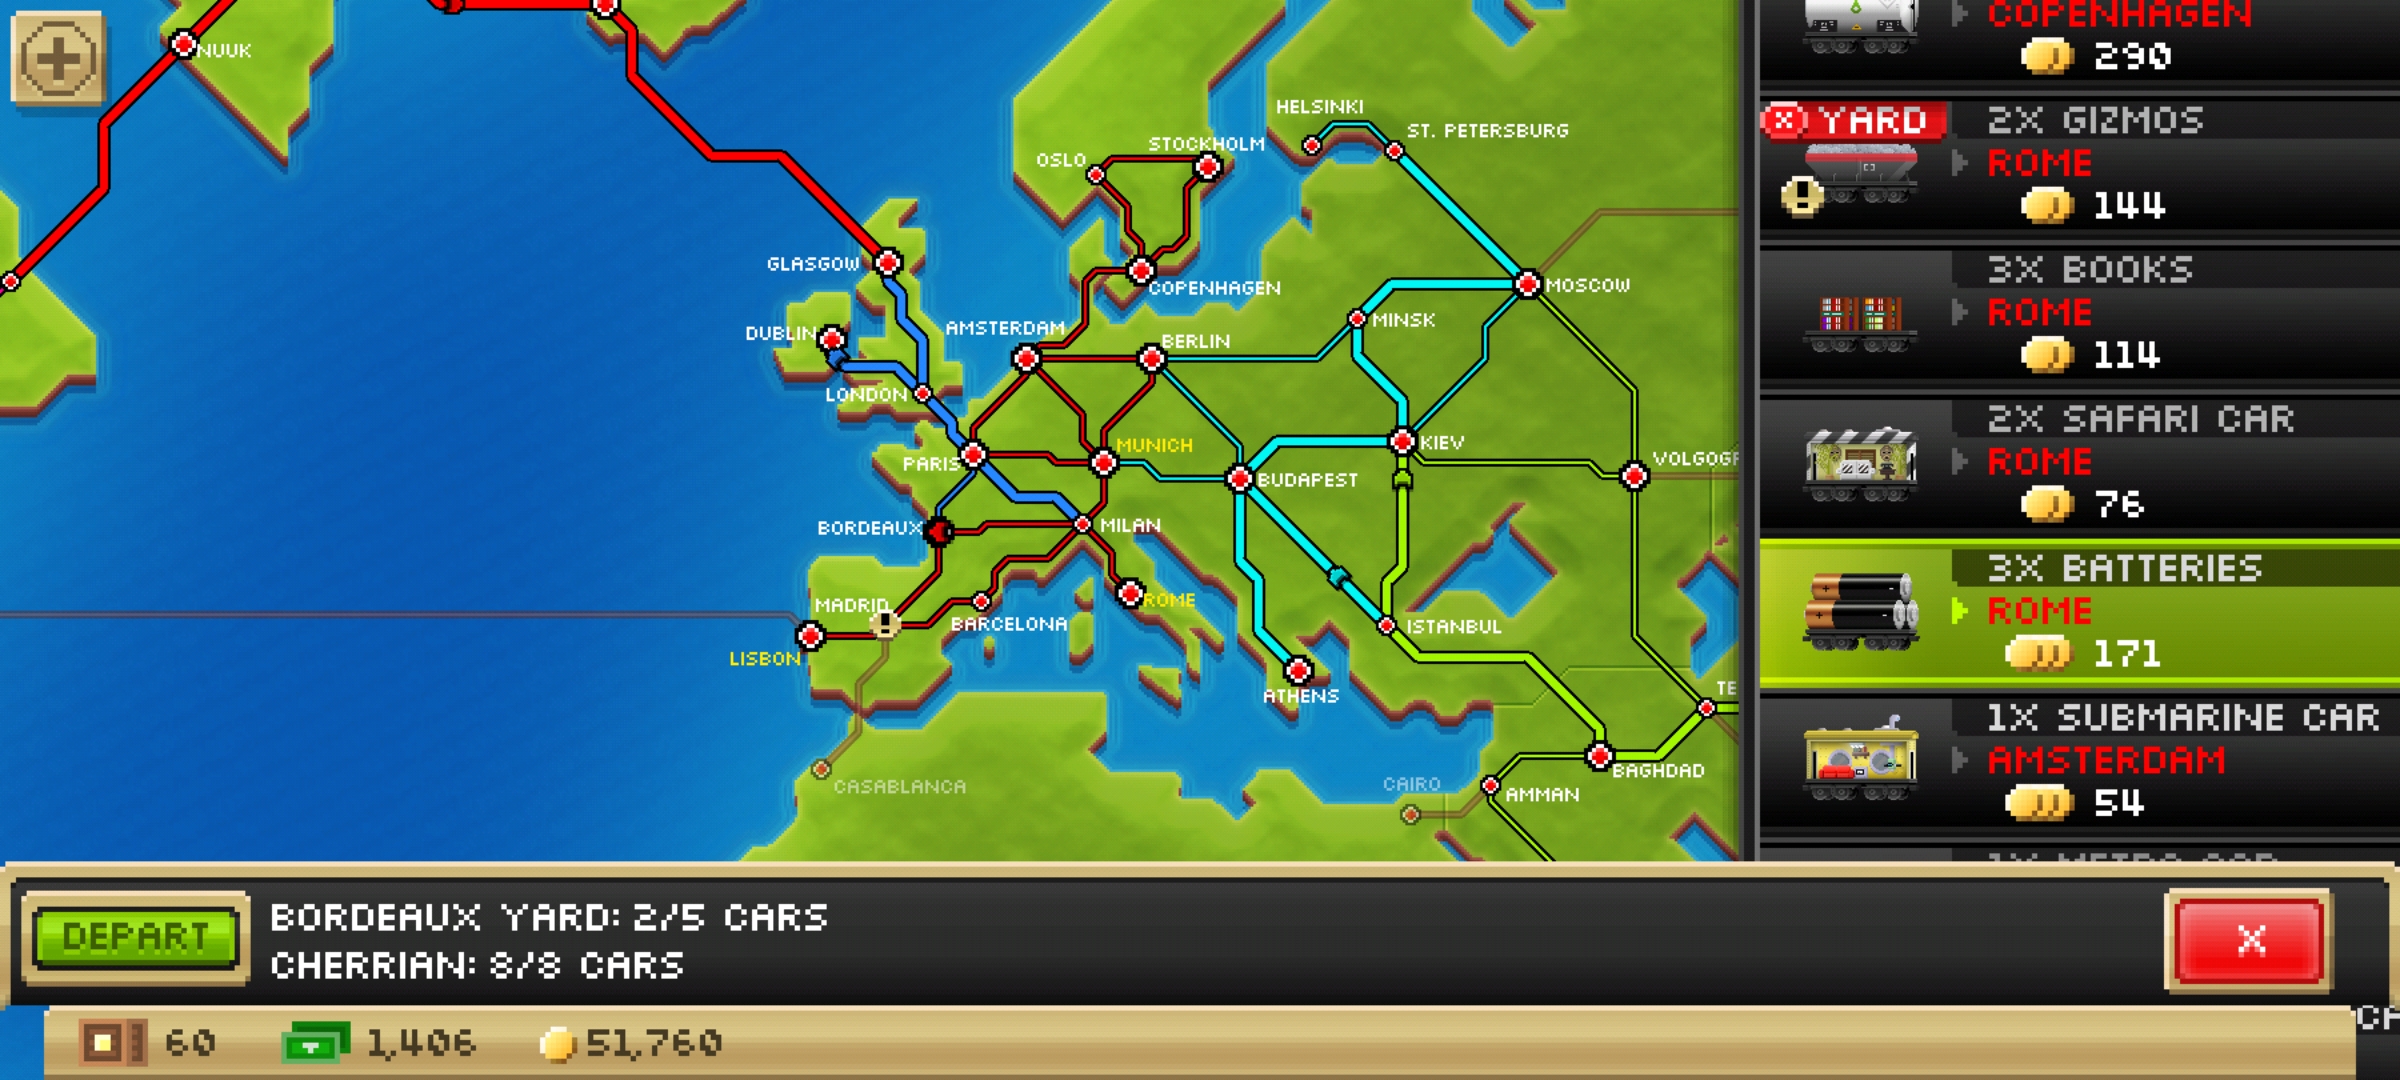 NUUK
HELSINKI
ST. PETERSBURG
STOCKHOLM
OSLO
GLASGOW
COPENHAGEN
MOSCOW
MINSK
DUBLIN
AMSTERDAM
BERLIN
LONDON
MUNICH
KIEV
PARIS
VOLGOGR
BUDAPEST
BORDEAUX
MILAN
MADRID
ROME
BARCELONA
ISTANBUL
LISBON
ATHENS
TE
BAGHDAD
CASABLANCA
CAIRO
AMMAN
COPENHAGEN
290
YARD
2X GIZMOS
ROME
144
3X BOOKS
ROME
114
2X SAFARI CAR
ROME
76
3X BATTERIES
ROME
171
1X SUBMARINE CAR
AMSTERDAM
54
DEPART
BORDEAUX YARD: 2/5 CARS
CHERRIAN: 8/8 CARS
X
60
1,406
51,760